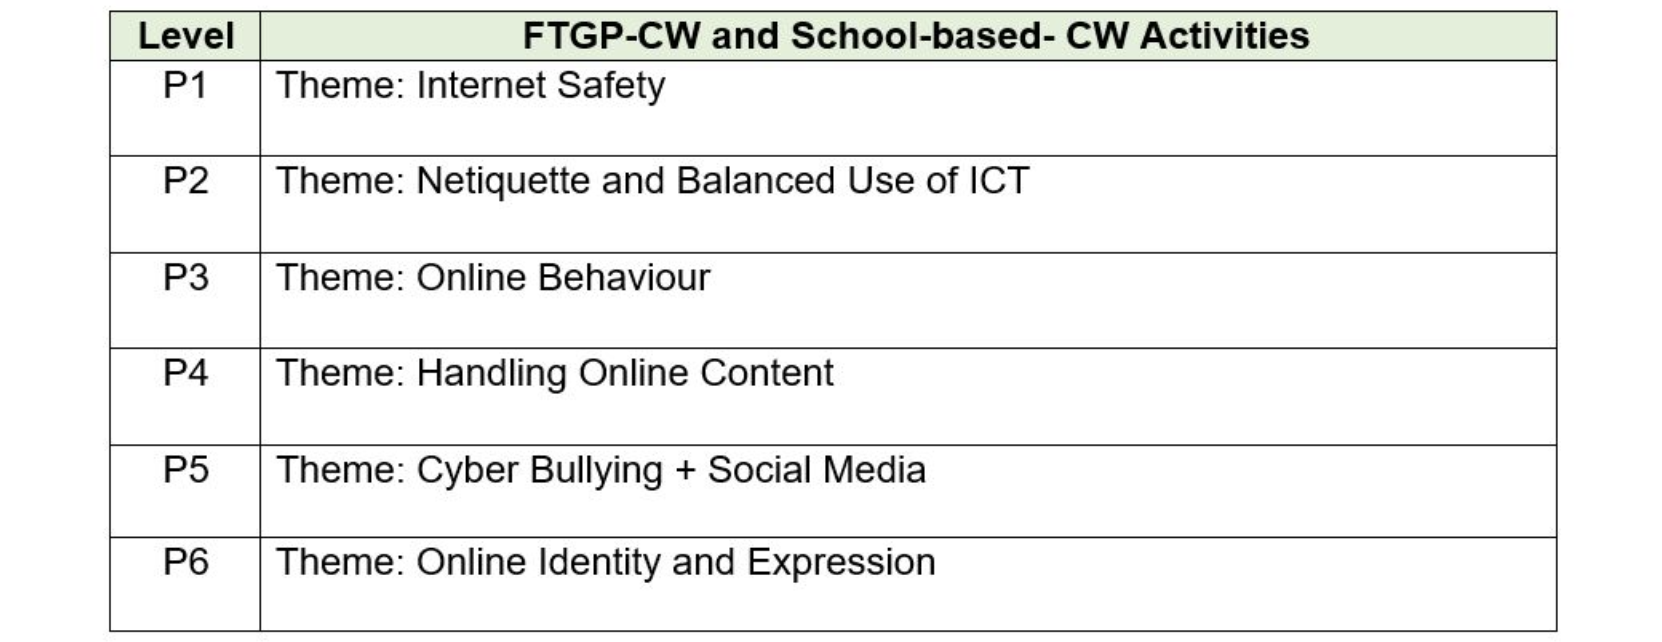 Level FTGP-CW and School-based- CW Activities
P1 Theme: Internet Safety
P2 Theme: Netiquette and Balanced Use of ICT
P3 Theme: Online Behaviour
P4 Theme: Handling Online Content
P5 Theme: Cyber Bullying + Social Media
P6 Theme: Online Identity and Expression